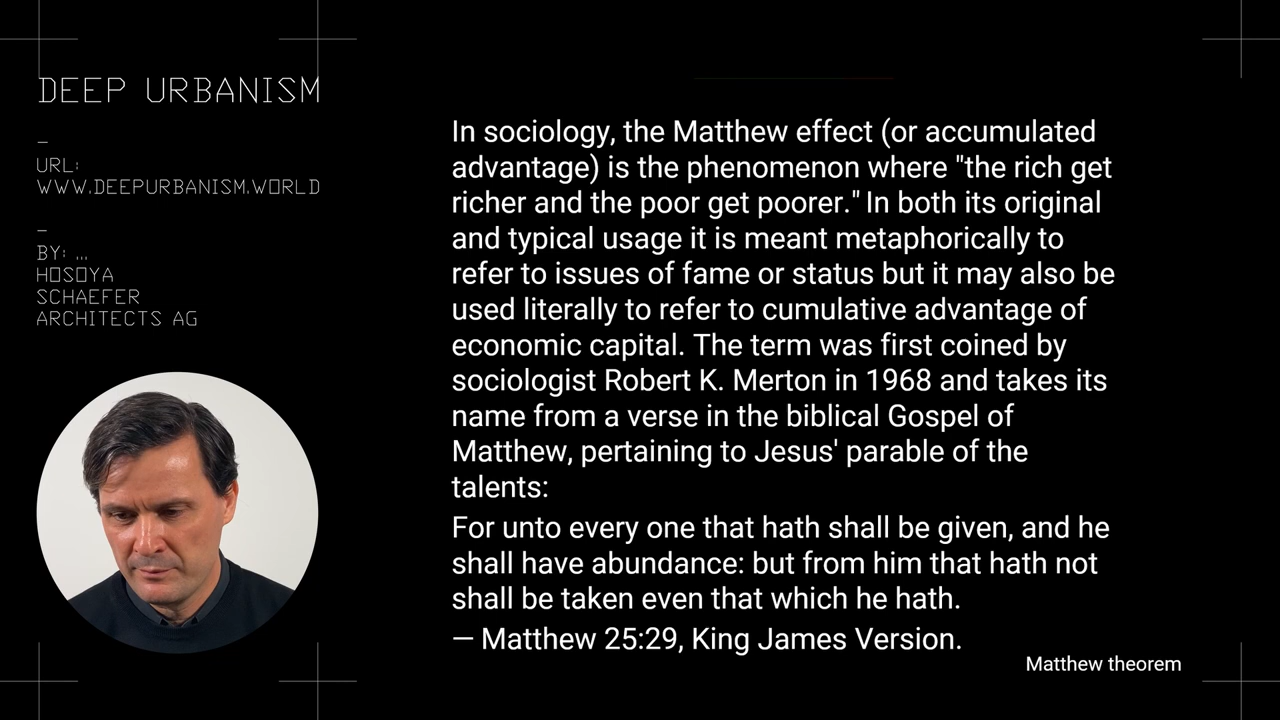 DEEP URBANISM
–
URL:
WWW.DEEPURBANISM.WORLD
–
BY: ...
HOSOYA
SCHAEFER
ARCHITECTS AG
In sociology, the Matthew effect (or accumulated
advantage) is the phenomenon where "the rich get
richer and the poor get poorer." In both its original
and typical usage it is meant metaphorically to
refer to issues of fame or status but it may also be
used literally to refer to cumulative advantage of
economic capital. The term was first coined by
sociologist Robert K. Merton in 1968 and takes its
name from a verse in the biblical Gospel of
Matthew, pertaining to Jesus' parable of the
talents:
For unto every one that hath shall be given, and he
shall have abundance: but from him that hath not
shall be taken even that which he hath.
— Matthew 25:29, King James Version.
Matthew theorem